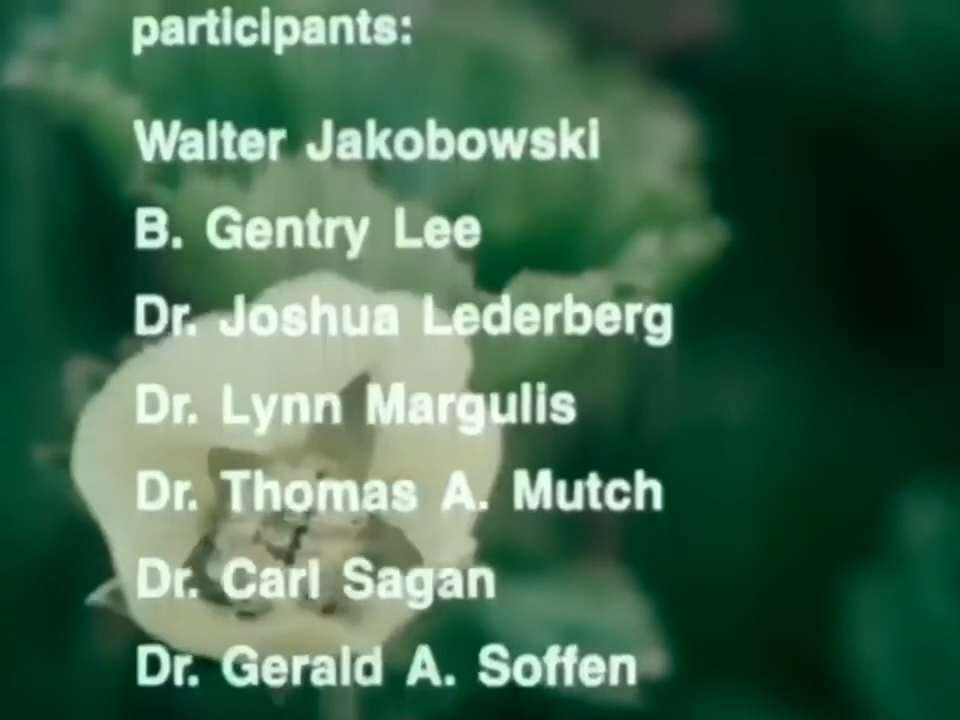 participants:
Walter Jakobowski
B. Gentry Lee
Dr. Joshua Lederberg
Dr. Lynn Margulis
Dr. Thomas A. Mutch
Dr. Carl Sagan
Dr. Gerald A. Soffen